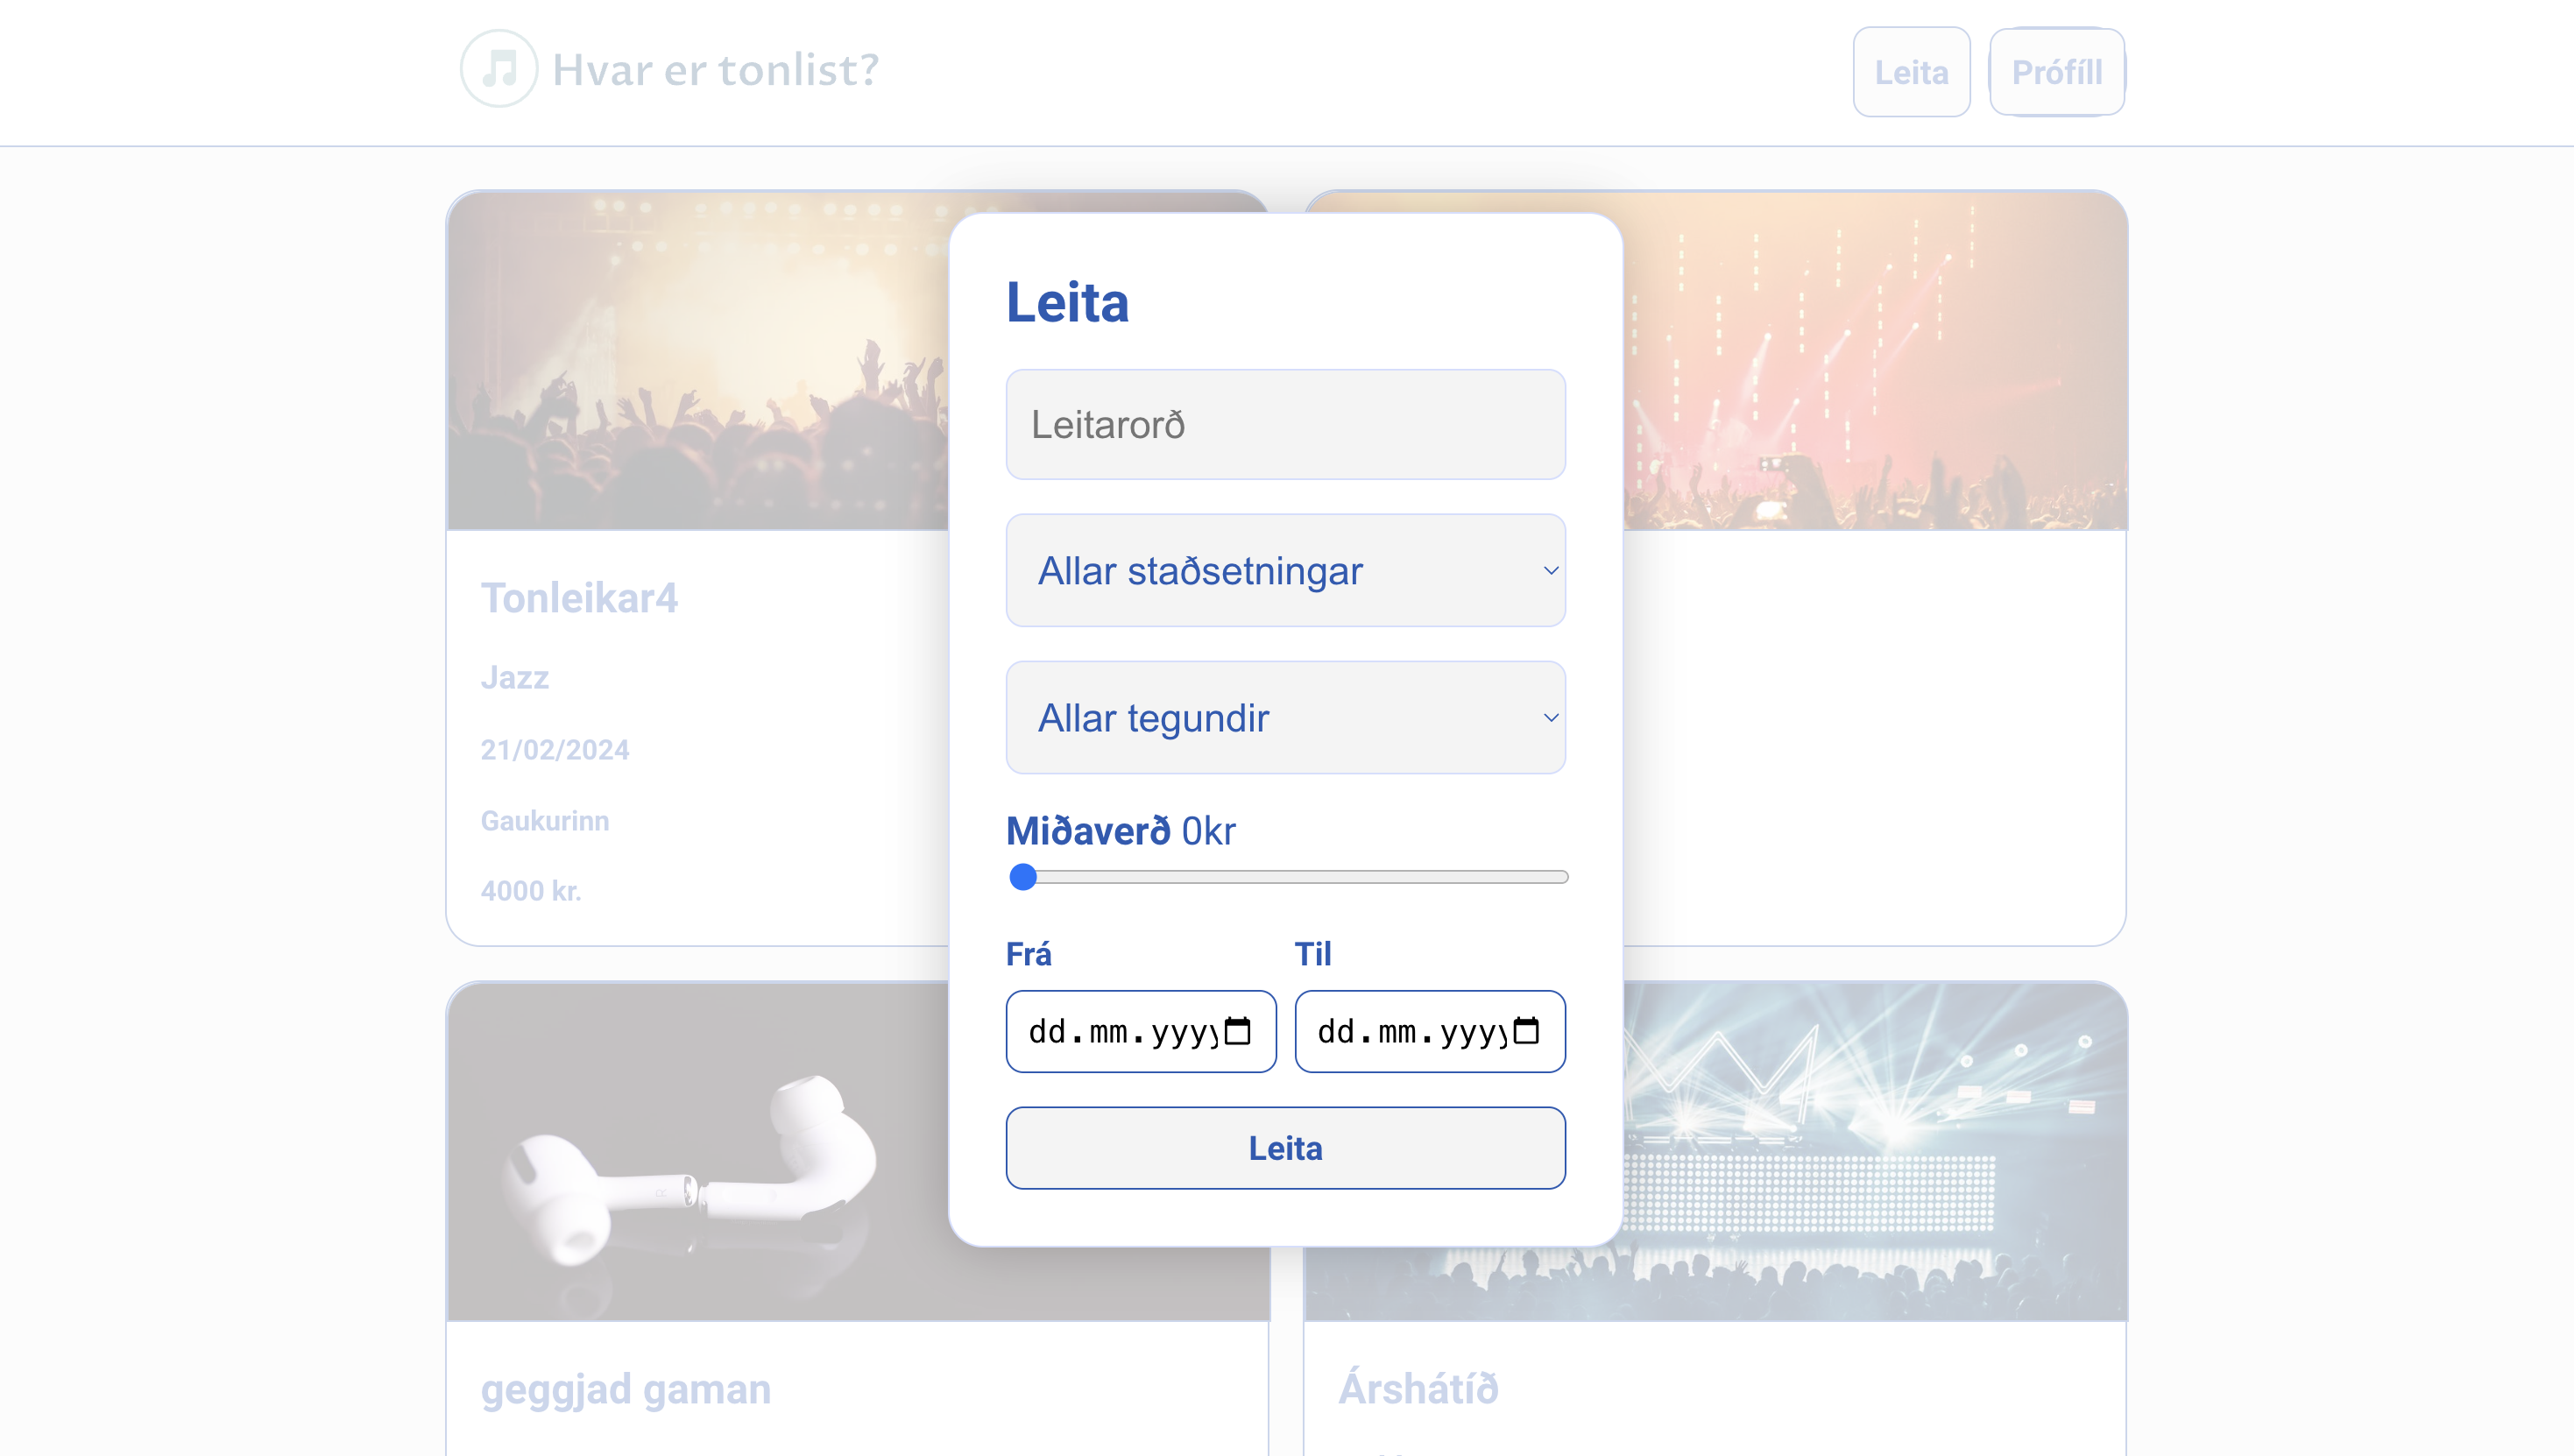 Hvar er tonlist?
Leita
Prófíll
Leita
Leitarorð
Allar staðsetningar
Allar tegundir
Miðaverð 0kr
Frá
Til
dd.mm.yyyy
dd.mm.yyyy
Leita
Tonleikar4
Jazz
21/02/2024
Gaukurinn
4000 kr.
geggjad gaman
Árshátíð